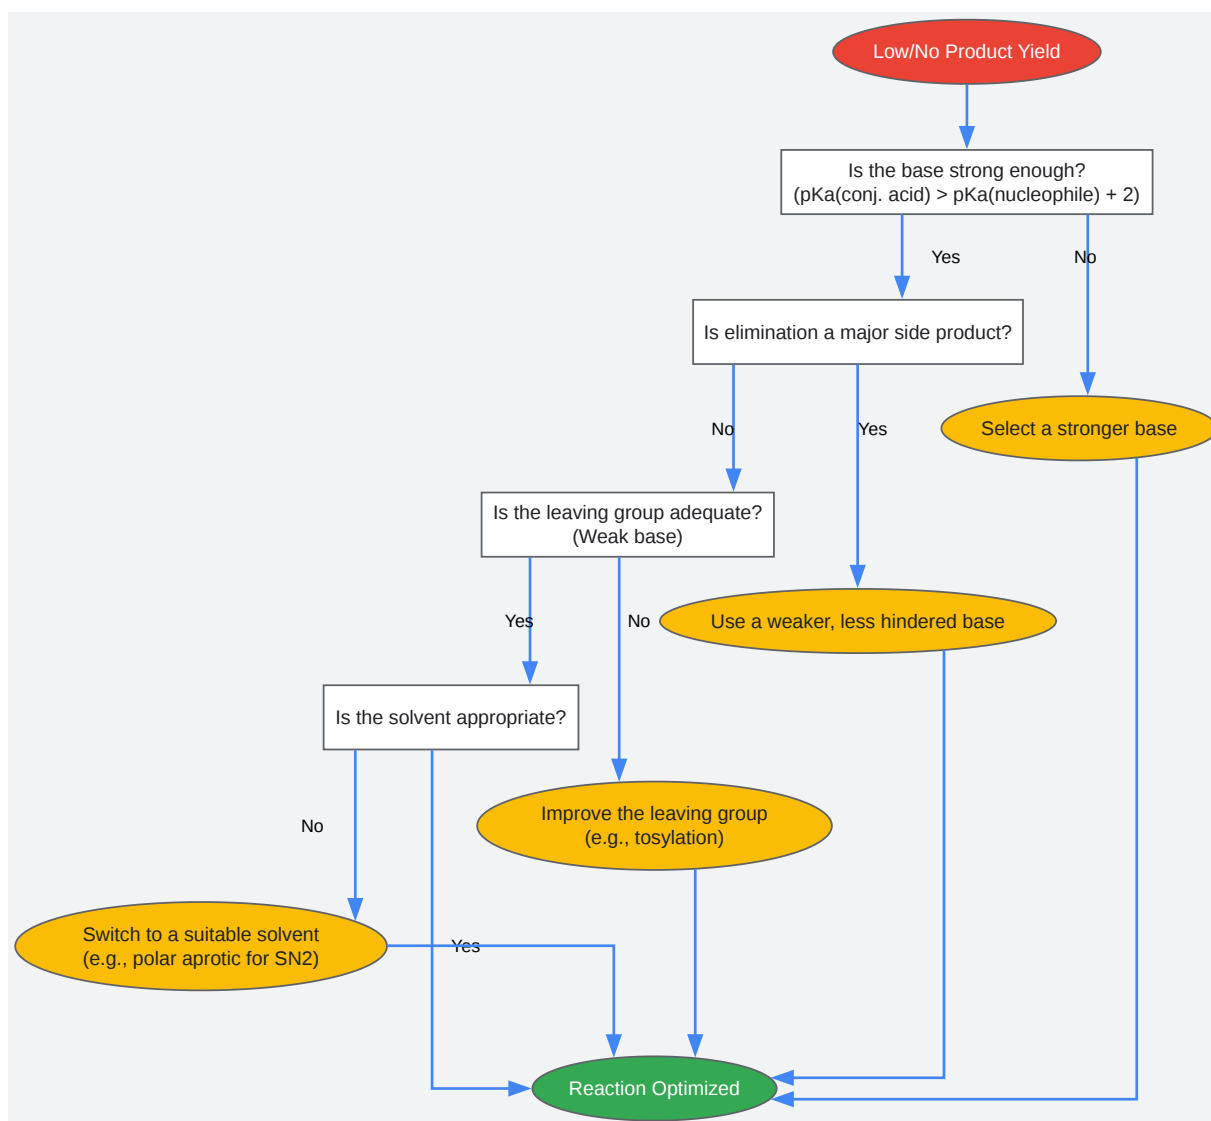 Low/No Product Yield
Is the base strong enough?
(pKa(conj. acid) > pKa(nucleophile) + 2)
Yes
No
Is elimination a major side product?
No
Yes
Select a stronger base
Is the leaving group adequate?
(Weak base)
Yes
No
Use a weaker, less hindered base
Is the solvent appropriate?
No
Improve the leaving group
(e.g., tosylation)
Switch to a suitable solvent
(e.g., polar aprotic for SN2)
Yes
Reaction Optimized